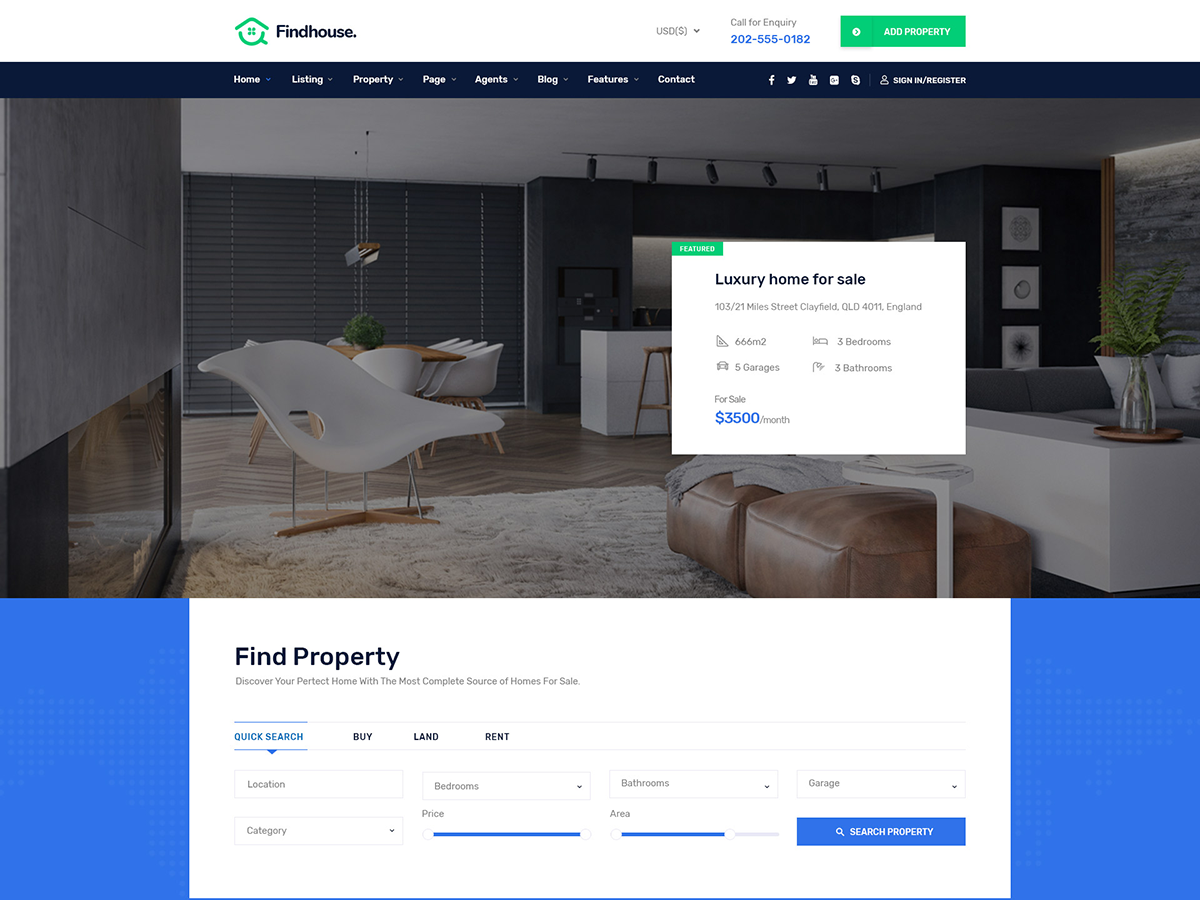 Findhouse.
USD($)
Call for Enquiry
202-555-0182
ADD PROPERTY
Home Listing Property Page Agents Blog Features Contact
SIGN IN/REGISTER
FEATURED
Luxury home for sale
103/21 Miles Street Clayfield, QLD 4011, England
666m2 3 Bedrooms
5 Garages 3 Bathrooms
For Sale
$3500/month
Find Property
Discover Your Pertect Home With The Most Complete Source of Homes For Sale.
QUICK SEARCH BUY LAND RENT
Location Bedrooms Bathrooms Garage
Price Area
Category SEARCH PROPERTY